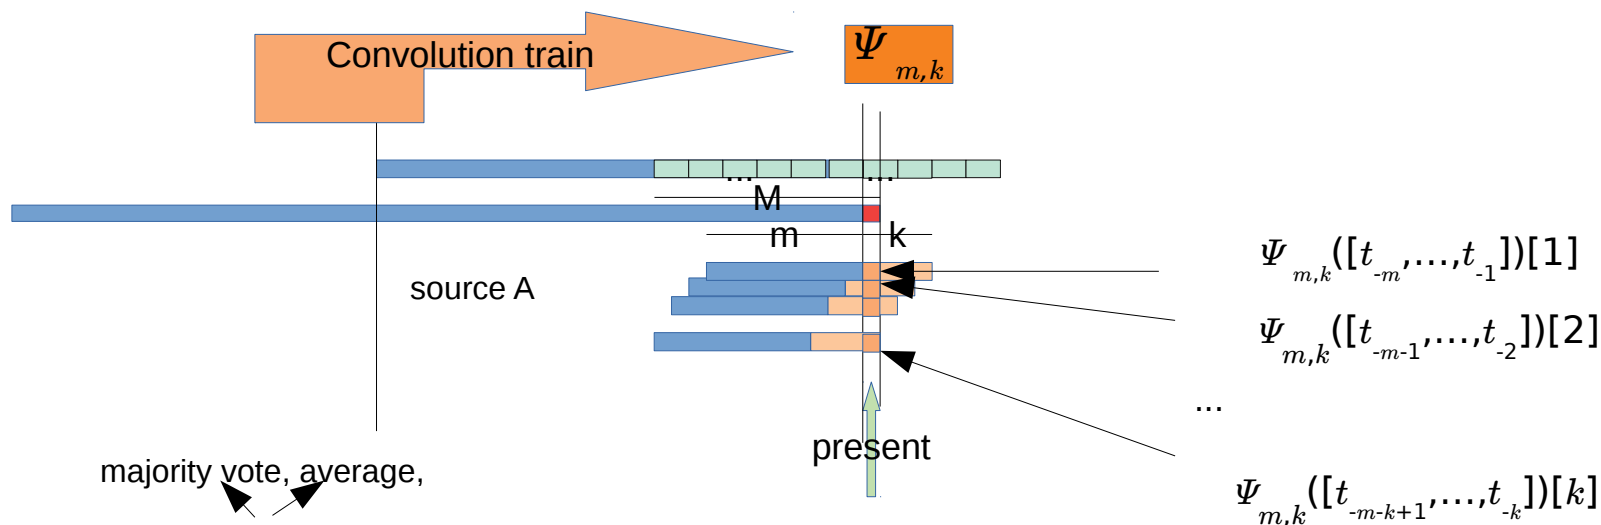 Convolution train
Ψ m,k
... ...
M
m k
source A
Ψ m,k([t -m,...,t -1])[1]
Ψ m,k([t -m-1,...,t -2])[2]
...
present
majority vote, average,
Ψ m,k([t -m-k+1,...,t -k])[k]